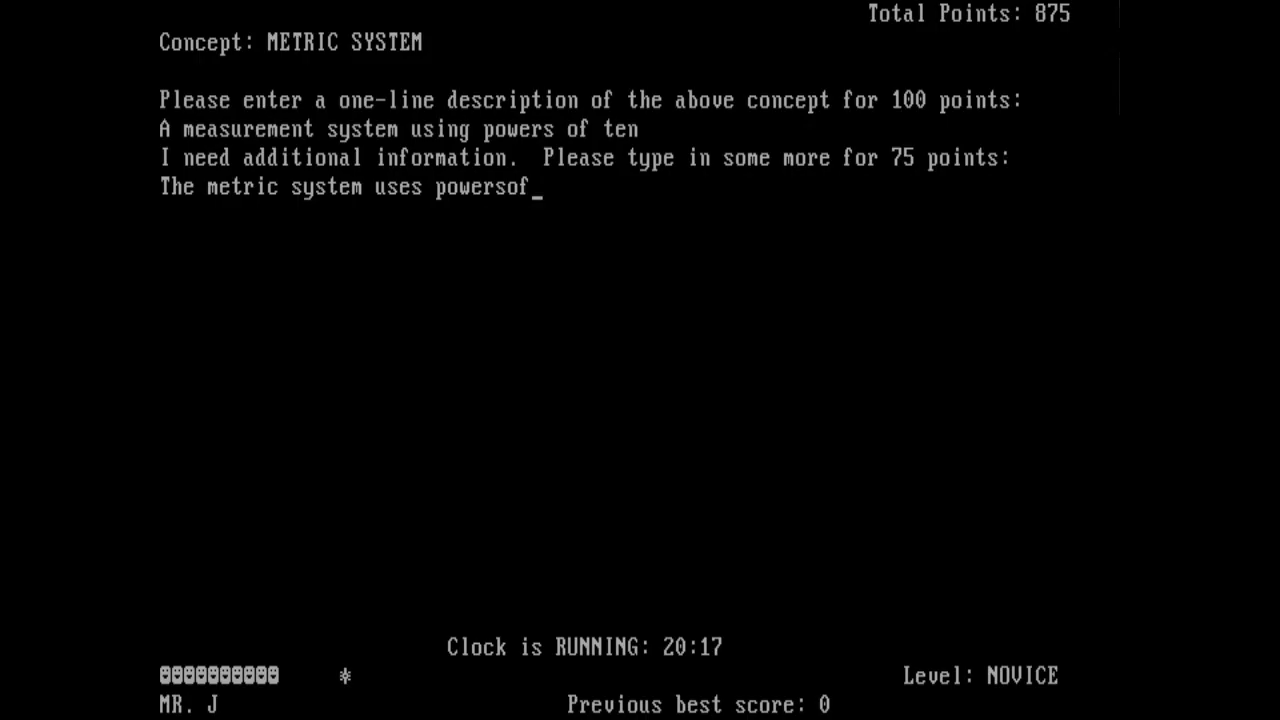 Total Points: 875
Concept: METRIC SYSTEM
Please enter a one-line description of the above concept for 100 points:
A measurement system using powers of ten
I need additional information.  Please type in some more for 75 points:
The metric system uses powersof_
Clock is RUNNING: 20:17
☻☻☻☻☻☻☻☻☻☻ * Level: NOVICE
MR. J Previous best score: 0